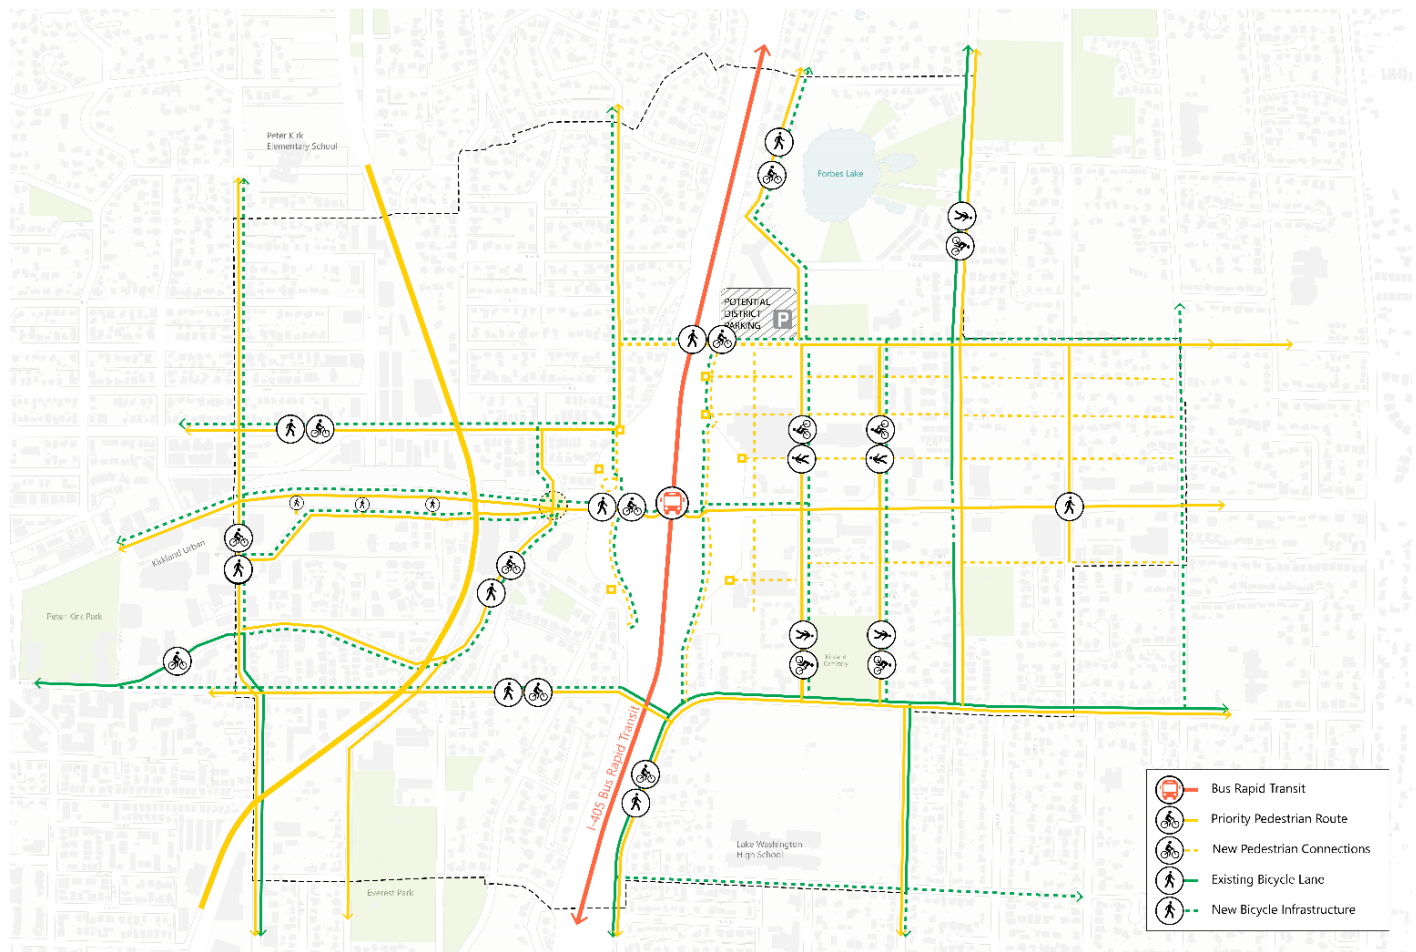 Peter Kirk
Elementary School
Forbes Lake
POTENTIAL
DISTRICT
PARKING
P
Kirkland Urban
Peter Kirk Park
Cemetery
I-405 Bus Rapid Transit
Lake Washington
High School
Everest Park
Bus Rapid Transit
Priority Pedestrian Route
New Pedestrian Connections
Existing Bicycle Lane
New Bicycle Infrastructure